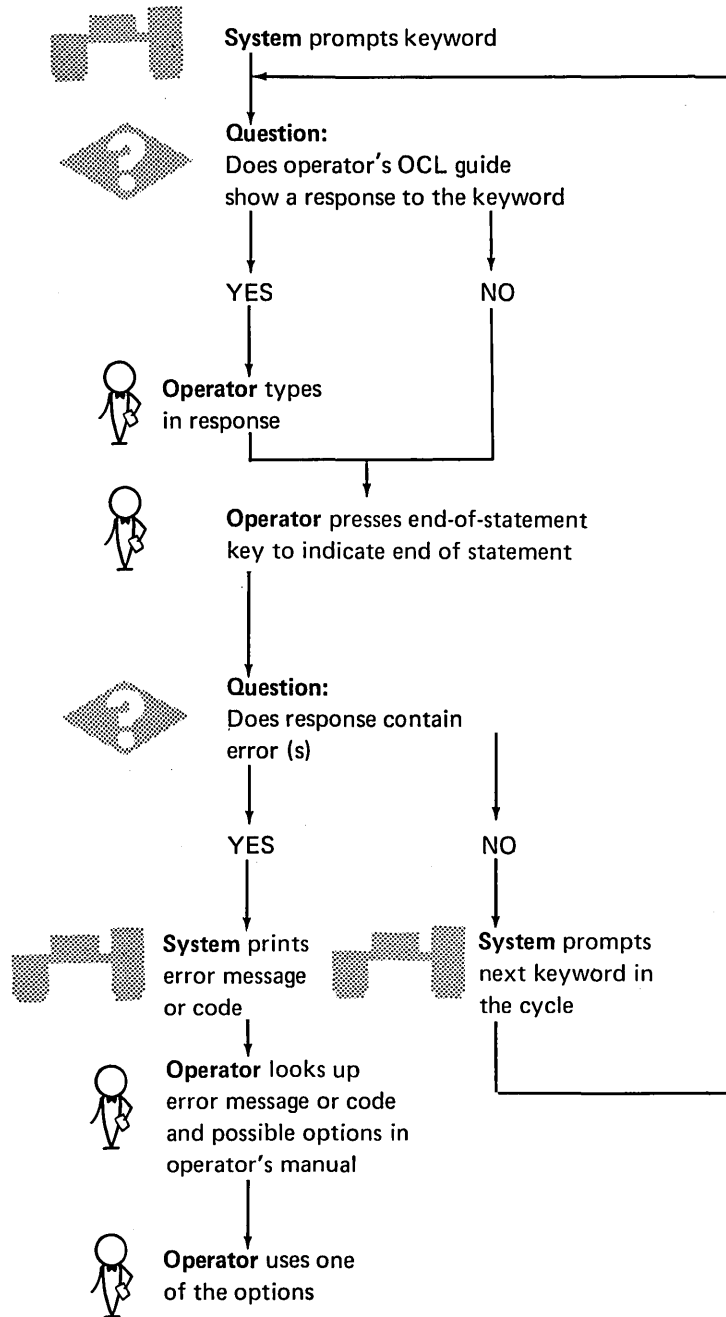 System prompts keyword
?
Question:
Does operator's OCL guide
show a response to the keyword
YES
NO
Operator types
in response
Operator presses end-of-statement
key to indicate end of statement
?
Question:
Does response contain
error (s)
YES
NO
System prints
error message
or code
System prompts
next keyword in
the cycle
Operator looks up
error message or code
and possible options in
operator's manual
Operator uses one
of the options